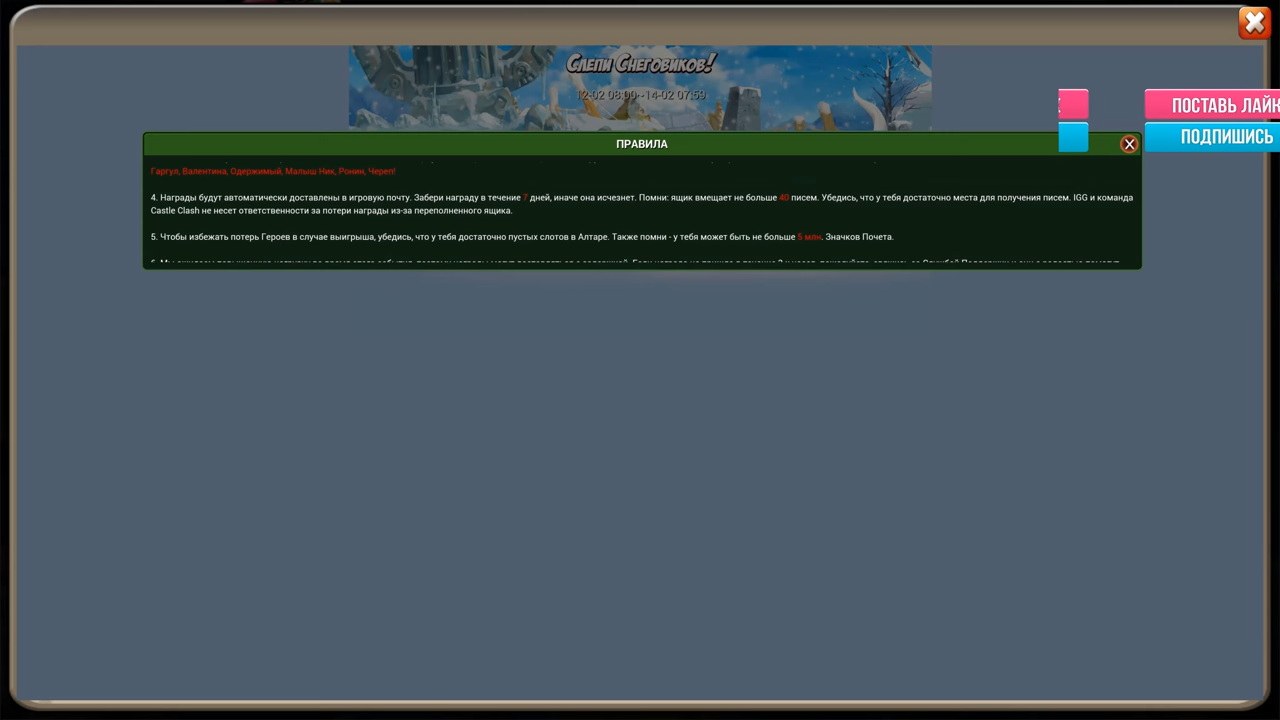 Слепи Снеговиков!
12-02 08:00~14-02 07:59
ПОСТАВЬ ЛАЙК
ПОДПИШИСЬ
ПРАВИЛА
Гаргул, Валентина, Одержимый, Малыш Ник, Ронин, Череп!
4. Награды будут автоматически доставлены в игровую почту. Забери награду в течение 7 дней, иначе она исчезнет. Помни: ящик вмещает не больше 40 писем. Убедись, что у тебя достаточно места для получения писем. IGG и команда
Castle Clash не несет ответственности за потери награды из-за переполненного ящика.
5. Чтобы избежать потерь Героев в случае выигрыша, убедись, что у тебя достаточно пустых слотов в Алтаре. Также помни - у тебя может быть не больше 5 млн. Значков Почета.